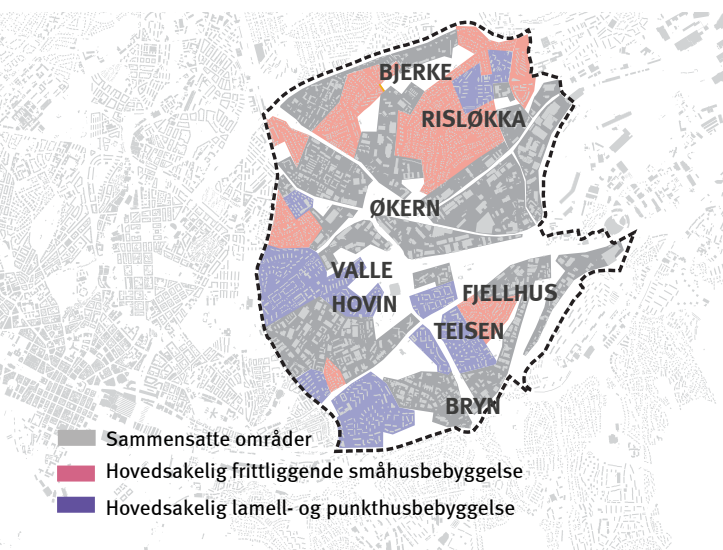 BJERKE
RISLØKKA
ØKERN
VALLE
HOVIN
FJELLHUS
TEISEN
BRYN
Sammensatte områder
Hovedsakelig frittliggende småhusbebyggelse
Hovedsakelig lamell- og punkthusbebyggelse